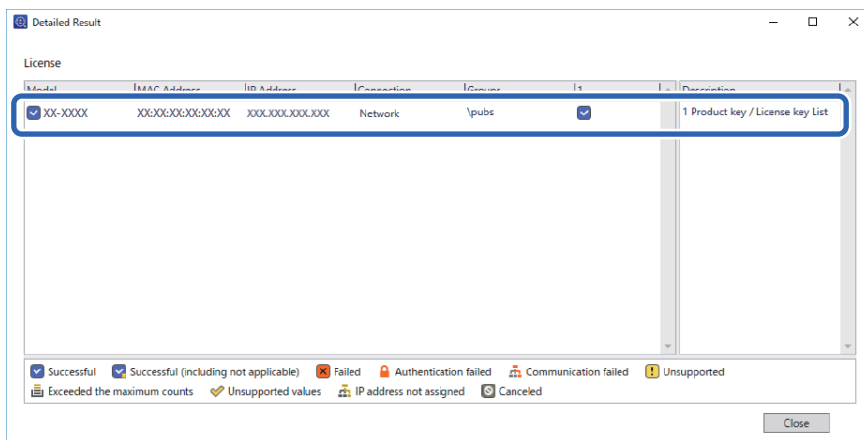 Detailed Result
License
Model MAC Address IP Address Connection Groups 1 Description
XX-XXXX XX:XX:XX:XX:XX:XX XXX.XXX.XXX.XXX Network \pubs 1 Product key / License key List
Successful Successful (including not applicable) Failed Authentication failed Communication failed Unsupported
Exceeded the maximum counts Unsupported values IP address not assigned Canceled
Close